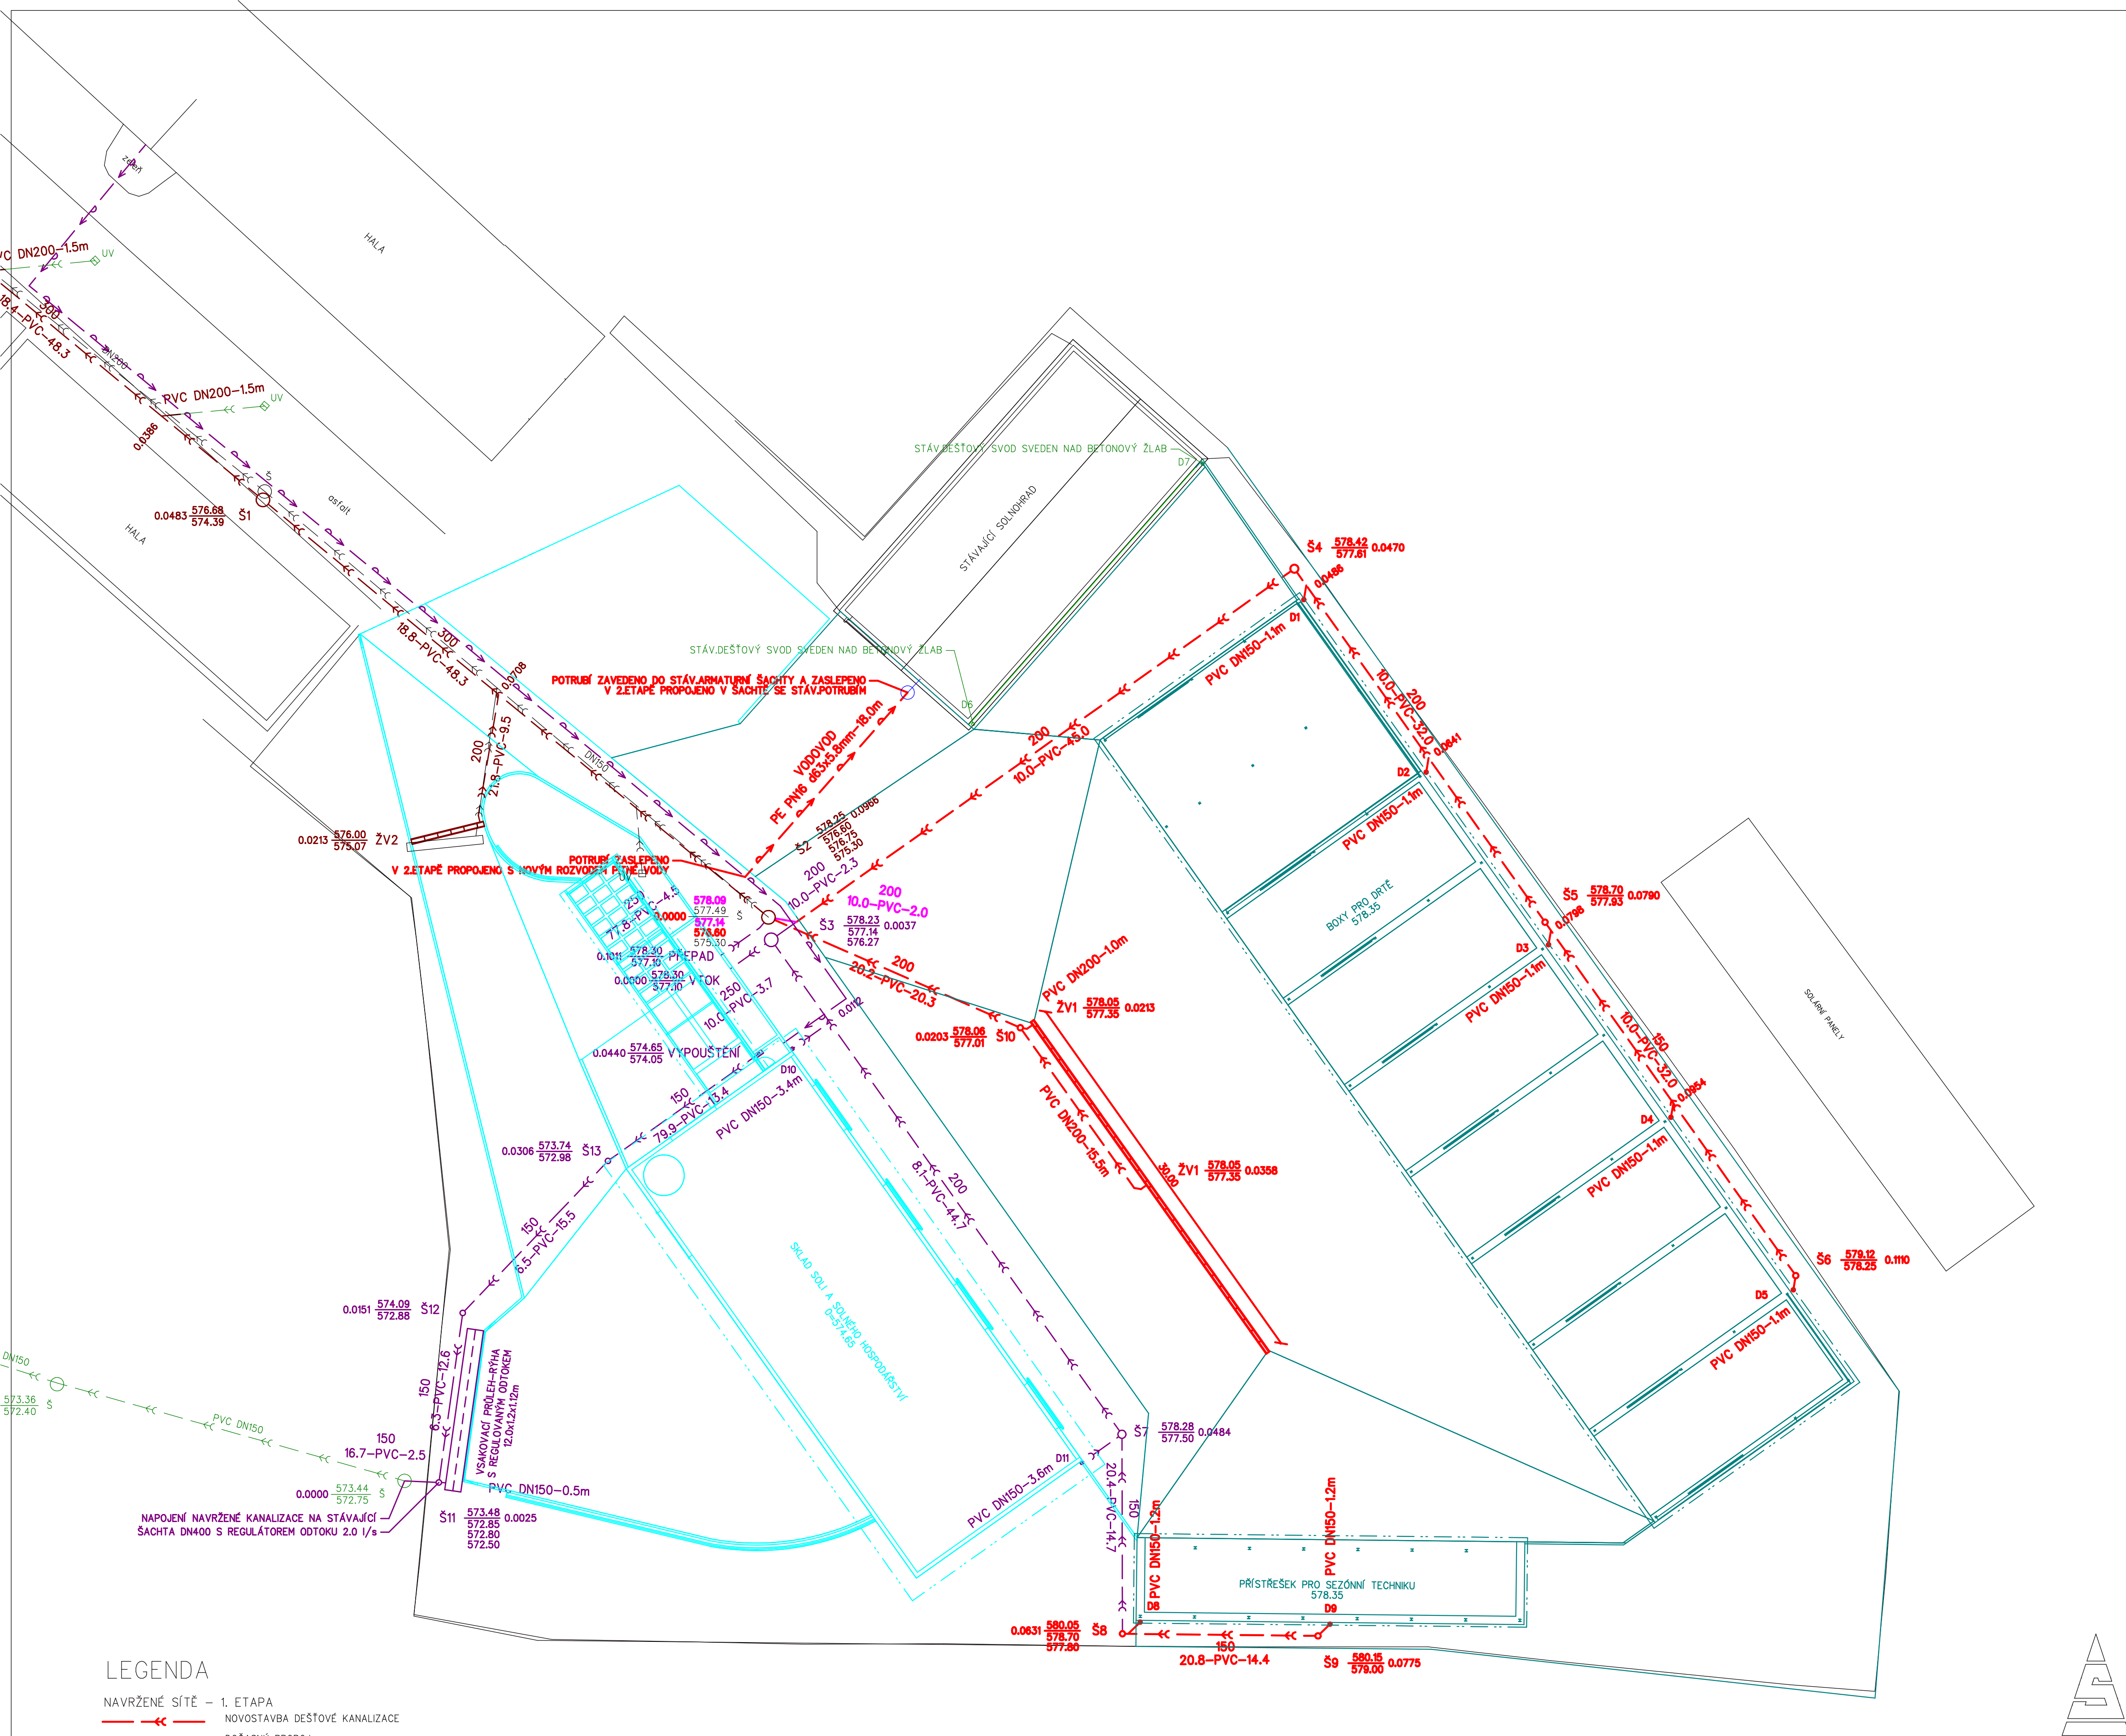 zeleň
HALA
VC DN200-1.5m
UV
300
18.4-PVC-48.3
DN200
PVC DN200-1.5m
UV
0.0386
Š
osfalt
HALA
0.0483 576.68 Š1
574.39
STÁV.DEŠŤOVÝ SVOD SVEDEN NAD BETONOVÝ ŽLAB
D7
STÁVAJÍCÍ SOLNOHRAD
Š4 578.42 0.0470
577.61
0.0486
D1
PVC DN150-1.1m
300
18.8-PVC-48.3
0.0708
STÁV.DEŠŤOVÝ SVOD SVEDEN NAD BETONOVÝ ŽLAB
POTRUBÍ ZAVEDENO DO STÁV.ARMATURNÍ ŠACHTY A ZASLEPENO
V 2.ETAPĚ PROPOJENO V ŠACHTĚ SE STÁV.POTRUBÍM
D6
200
10.0-PVC-32.0
200
21.8-PVC-9.5
DN150
VODOVOD
PE PN16 d63x5.8mm-18.0m
200
10.0-PVC-45.0
0.0641
D2
PVC DN150-1.1m
0.0213 576.00 ŽV2
575.07
Š2 578.25 0.0966
576.60
576.75
575.30
POTRUBÍ ZASLEPENO
V 2.ETAPĚ PROPOJENO S NOVÝM ROZVODEM PITNÉ VODY
UV
200
10.0-PVC-2.3
200
10.0-PVC-2.0
250
77.8-PVC-4.5
578.09
0.0000 577.49 Š
577.14
576.60
575.30
Š3 578.23 0.0037
577.14
576.27
BOXY PRO DRTĚ
578.35
Š5 578.70 0.0790
577.93
0.0798
D3
PVC DN150-1.1m
SOLÁRNÍ PANELY
0.1011 578.30 PŘEPAD
577.10
0.0000 578.30 VTOK
577.10
250
10.0-PVC-3.7
200
20.2-PVC-20.3
PVC DN200-1.0m
0.0112
ŽV1 578.05 0.0213
577.35
0.0203 578.06 Š10
577.01
0.0440 574.65 VYPOUŠTĚNÍ
574.05
D10
PVC DN150-3.4m
150
79.9-PVC-13.4
150
10.0-PVC-32.0
0.0954
D4
PVC DN150-1.1m
PVC DN200-15.5m
30.00
ŽV1 578.05 0.0358
577.35
0.0306 573.74 Š13
572.98
200
8.1-PVC-44.7
150
6.5-PVC-15.5
SKLAD SOLI A SOLNÉHO HOSPODÁŘSTVÍ
0=574.65
Š6 579.12 0.1110
578.25
D5
PVC DN150-1.1m
0.0151 574.09 Š12
572.88
DN150
573.36 Š
572.40
PVC DN150
150
6.3-PVC-12.6
VSAKOVACÍ PRŮLEH-RÝHA
S REGULOVANÝM ODTOKEM
12.0x1.2x1.12m
150
16.7-PVC-2.5
Š7 578.28 0.0484
577.50
D11
PVC DN150-3.6m
150
20.4-PVC-14.7
0.0000 573.44 Š
572.75
PVC DN150-0.5m
NAPOJENÍ NAVRŽENÉ KANALIZACE NA STÁVAJÍCÍ
ŠACHTA DN400 S REGULÁTOREM ODTOKU 2.0 l/s
Š11 573.48 0.0025
572.85
572.80
572.50
PVC DN150-1.2m
PVC DN150-1.2m
PŘÍSTŘEŠEK PRO SEZÓNNÍ TECHNIKU
578.35
D8
D9
0.0631 580.05 Š8
578.70
577.80
150
20.8-PVC-14.4
Š9 580.15 0.0775
579.00
LEGENDA
NAVRŽENÉ SÍTĚ - 1. ETAPA
NOVOSTAVBA DEŠŤOVÉ KANALIZACE